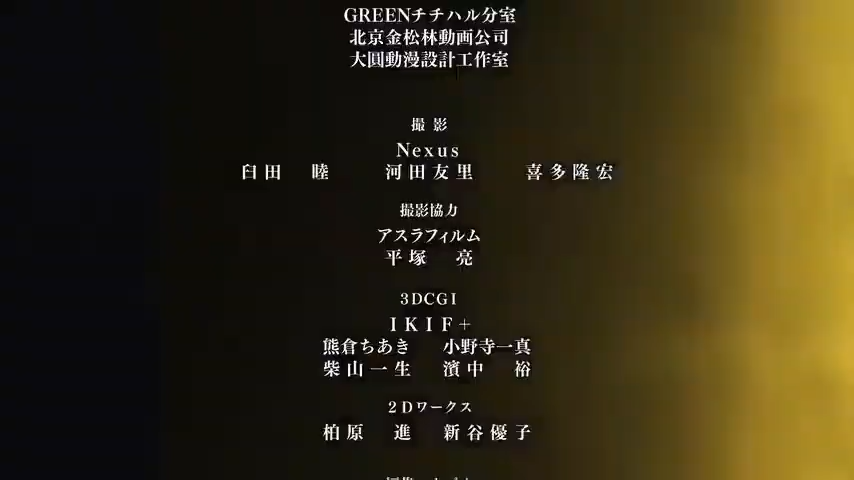 GREENチチハル分室
北京金松林動画公司
大圓動漫設計工作室
撮影
Nexus
臼田 睦 河田友里 喜多隆宏
撮影協力
アスラフィルム
平塚 亮
3DCGI
IKIF+
熊倉ちあき 小野寺一真
柴山一生 濱中 裕
2Dワークス
柏原 進 新谷優子